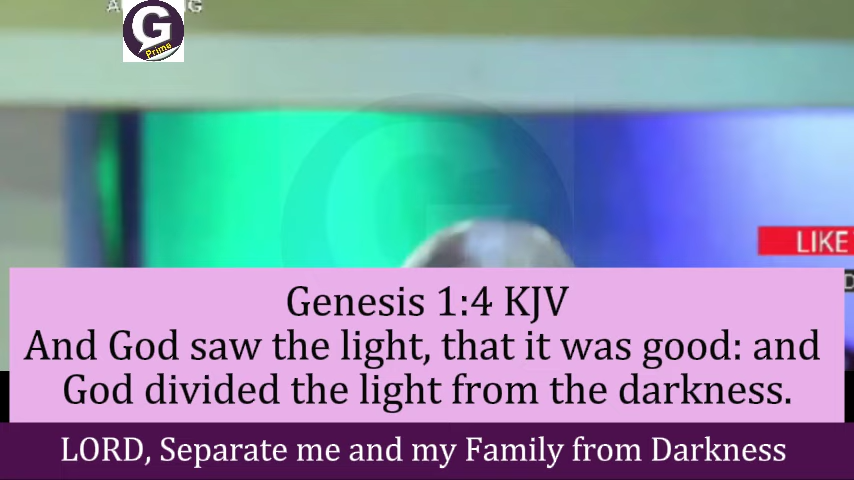 G
Prime
LIKE
Genesis 1:4 KJV
And God saw the light, that it was good: and
God divided the light from the darkness.
LORD, Separate me and my Family from Darkness